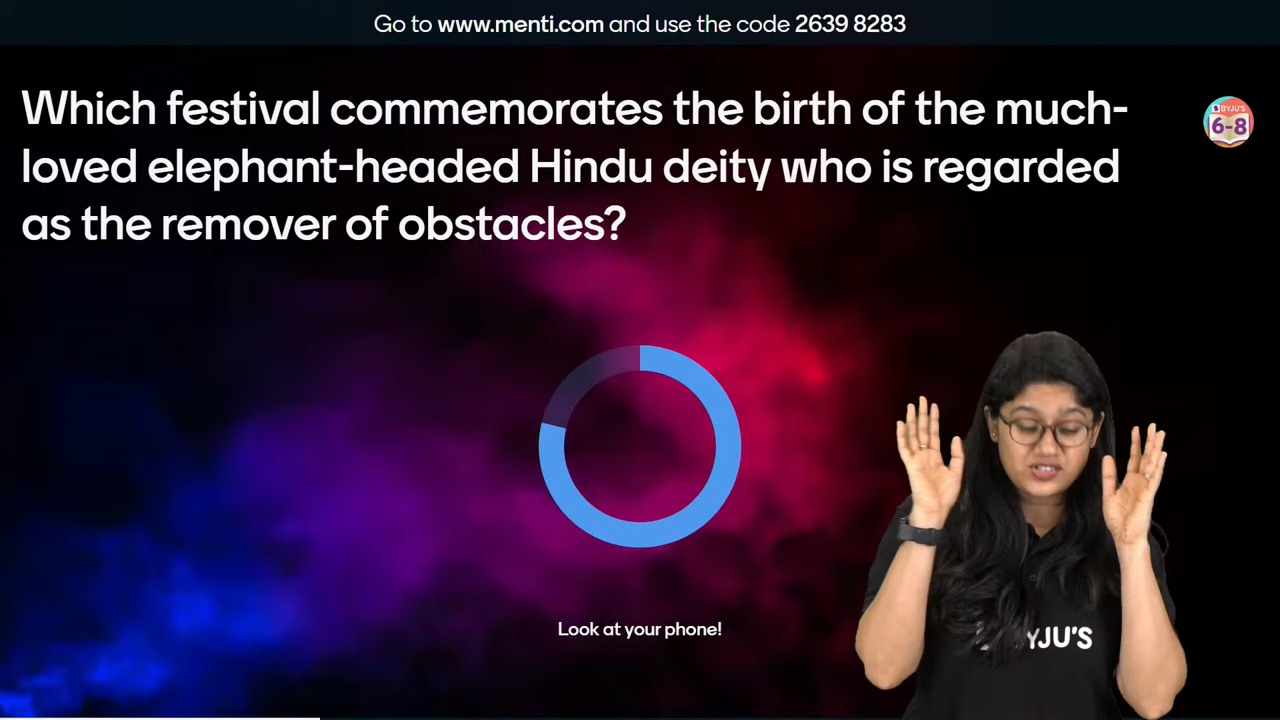 Go to www.menti.com and use the code 2639 8283
Which festival commemorates the birth of the much-
loved elephant-headed Hindu deity who is regarded
as the remover of obstacles?
BYJU'S
6-8
Look at your phone!
YJU'S